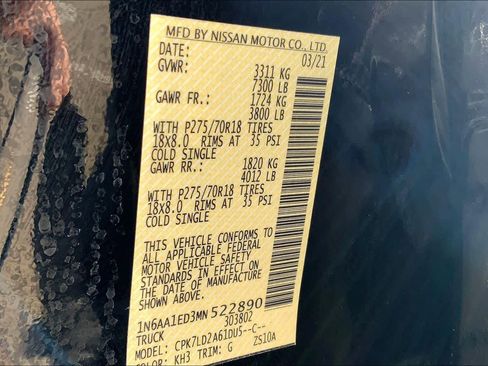 MFD BY NISSAN MOTOR CO., LTD.
DATE: 03/21
GVWR: 3311 KG
7300 LB
GAWR FR.: 1724 KG
3800 LB
WITH P275/70R18 TIRES
18x8.0 RIMS AT 35 PSI
COLD SINGLE
GAWR RR.: 1820 KG
4012 LB
WITH P275/70R18 TIRES
18x8.0 RIMS AT 35 PSI
COLD SINGLE
THIS VEHICLE CONFORMS TO
ALL APPLICABLE FEDERAL
MOTOR VEHICLE SAFETY
STANDARDS IN EFFECT ON
THE DATE OF MANUFACTURE
SHOWN ABOVE.
1N6AA1ED3MN522890
TRUCK 303802
MODEL: CPK7LD2A61DU5--C--
COLOR: KH3 TRIM: G ZS10A